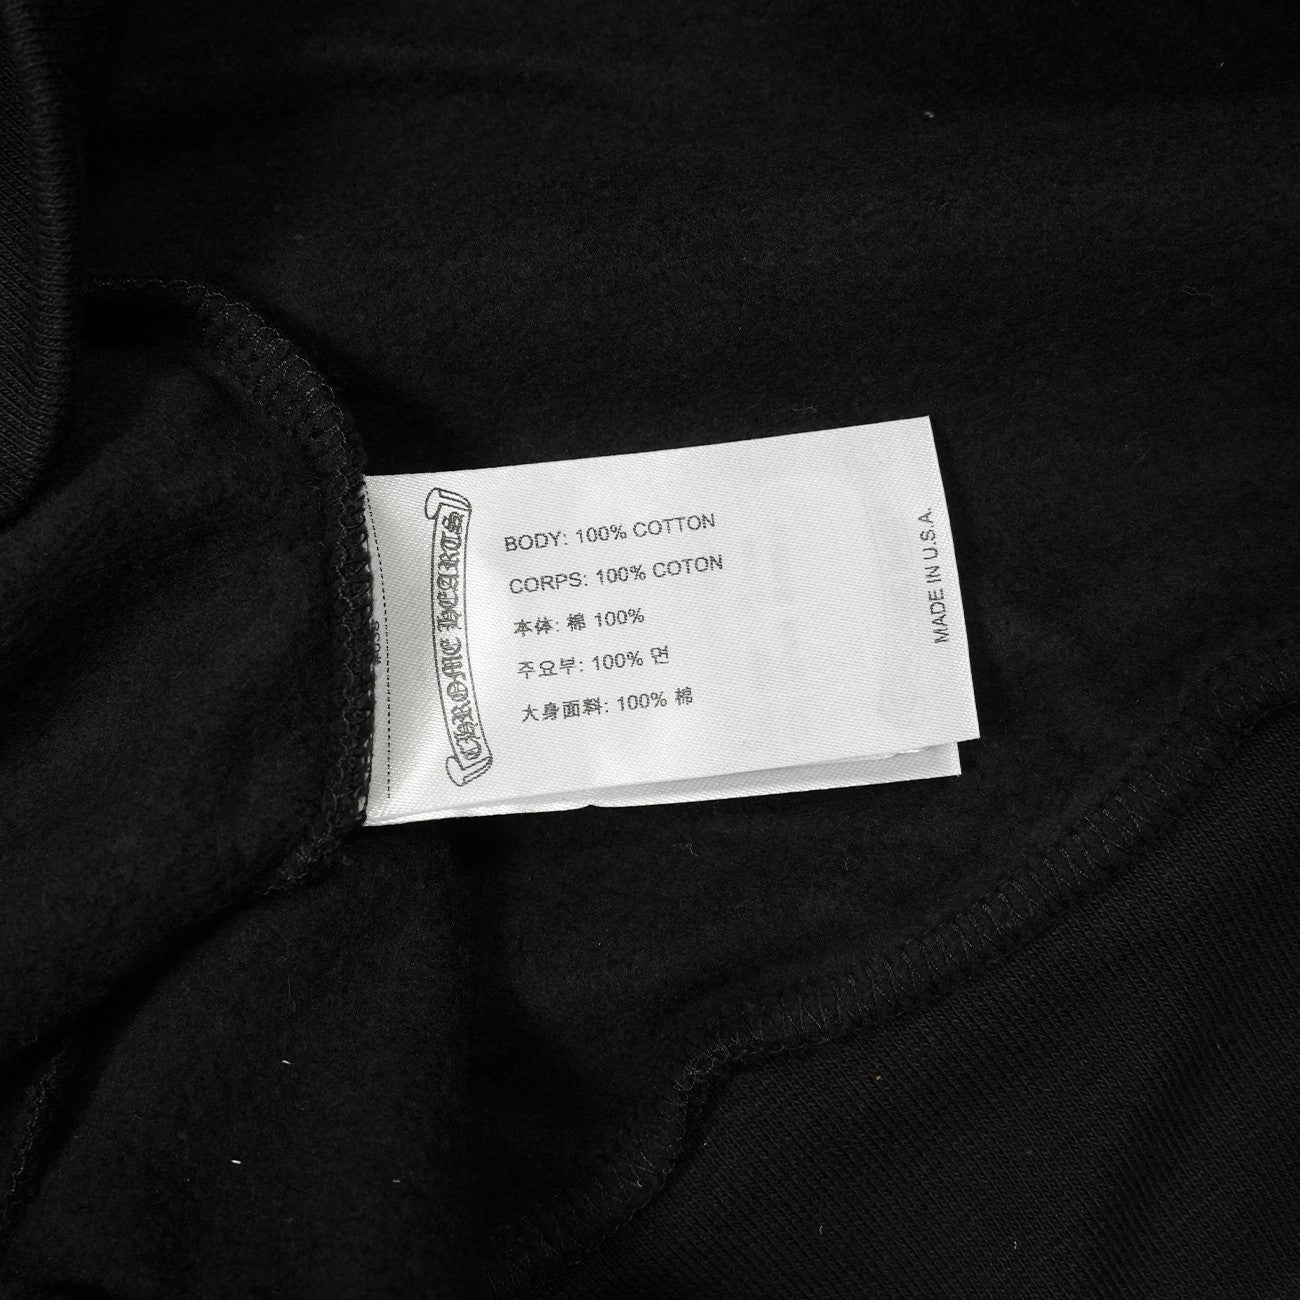 CHROME HEARTS
BODY: 100% COTTON
CORPS: 100% COTON
本体: 棉 100%
주요부: 100% 면
大身面料: 100% 棉
MADE IN U.S.A.